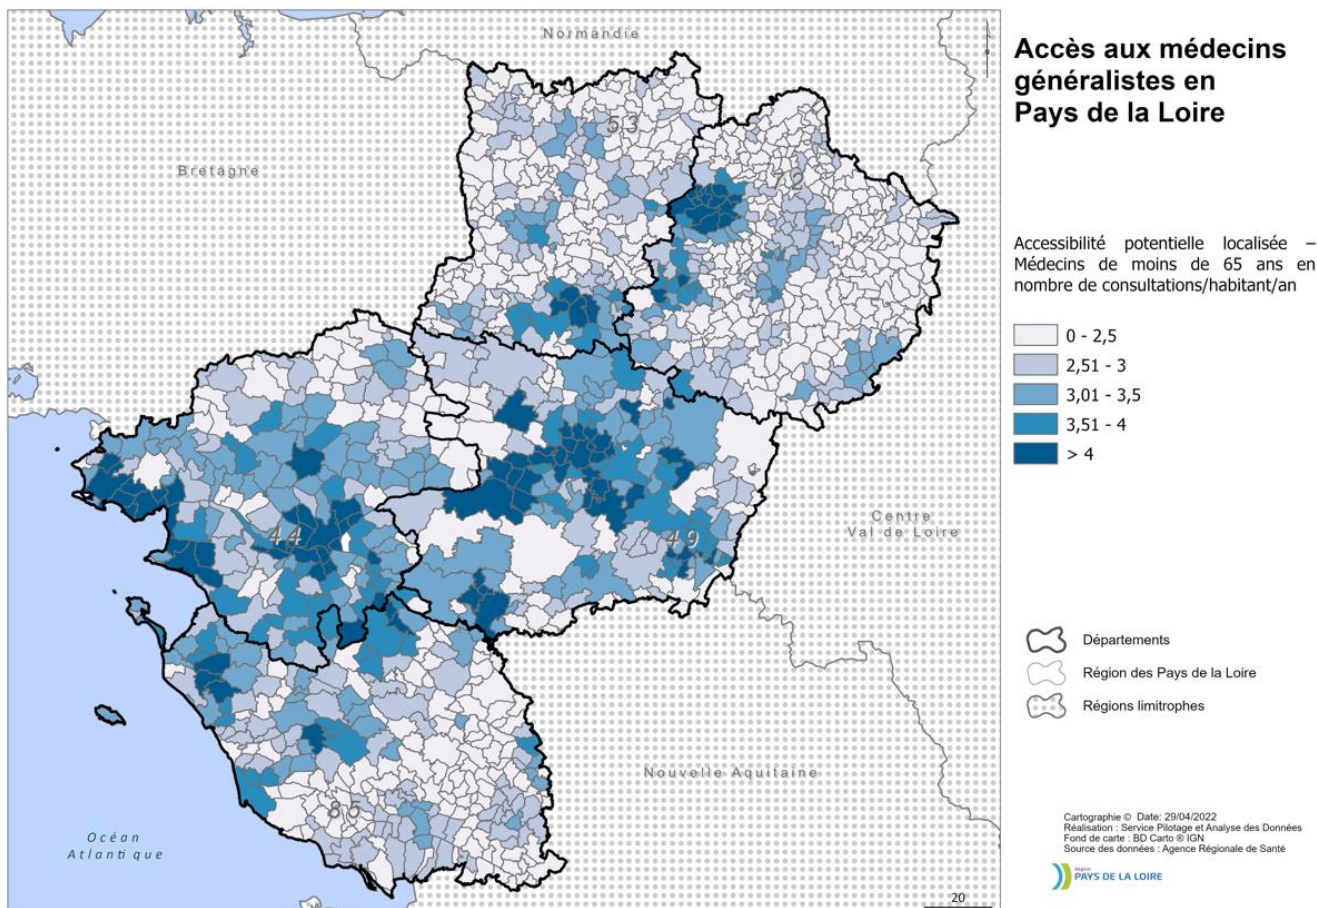 Normandie
Bretagne
53
72
44
49
Centre
Val de Loire
85
Nouvelle Aquitaine
Océan
Atlantique
20
Accès aux médecins
généralistes en
Pays de la Loire
Accessibilité potentielle localisée –
Médecins de moins de 65 ans en
nombre de consultations/habitant/an
0 - 2,5
2,51 - 3
3,01 - 3,5
3,51 - 4
> 4
Départements
Région des Pays de la Loire
Régions limitrophes
Cartographie © Date: 29/04/2022
Réalisation : Service Pilotage et Analyse des Données
Fond de carte : BD Carto ® IGN
Source des données : Agence Régionale de Santé
Région
PAYS DE LA LOIRE